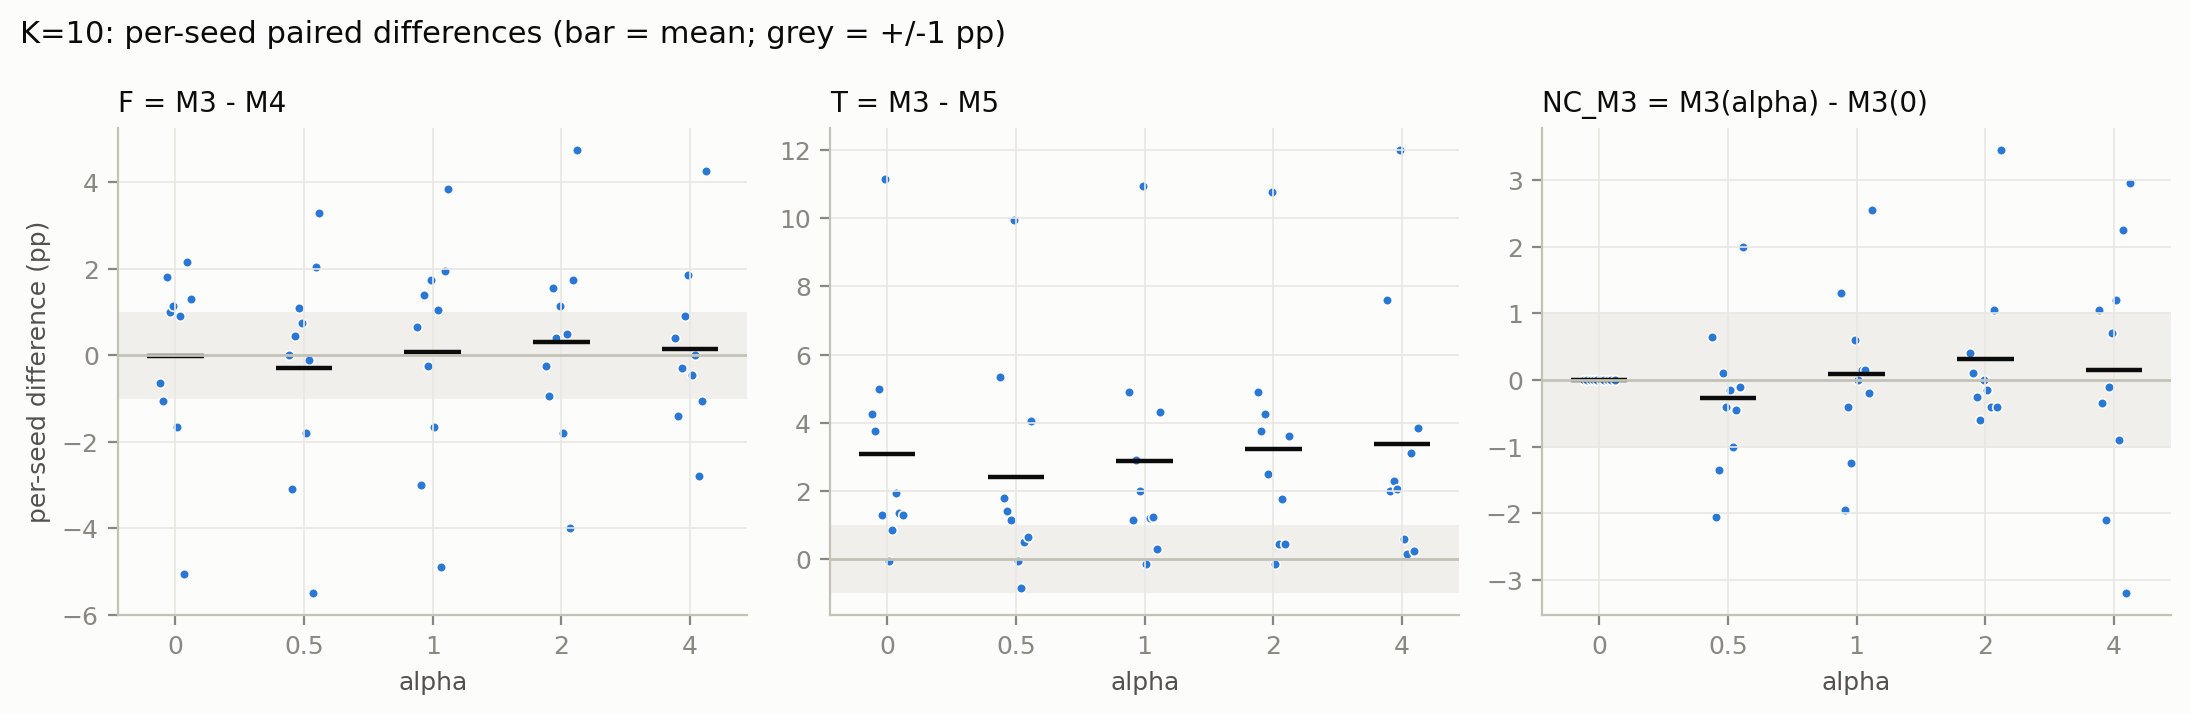 K=10: per-seed paired differences (bar = mean; grey = +/-1 pp)
F = M3 - M4
T = M3 - M5
NC_M3 = M3(alpha) - M3(0)
per-seed difference (pp)
4
2
0
−2
−4
−6
0 0.5 1 2 4
alpha
12
10
8
6
4
2
0
0 0.5 1 2 4
alpha
3
2
1
0
−1
−2
−3
0 0.5 1 2 4
alpha